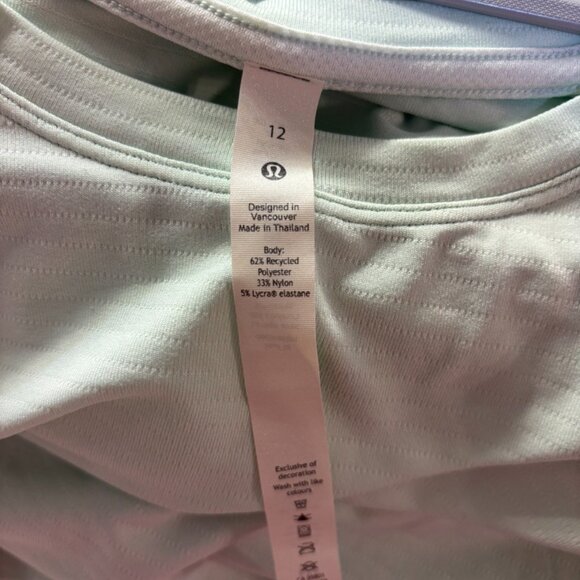 12
Designed in
Vancouver
Made in Thailand
Body:
62% Recycled
Polyester
33% Nylon
5% Lycra® elastane
Exclusive of
decoration
Wash with like
colours